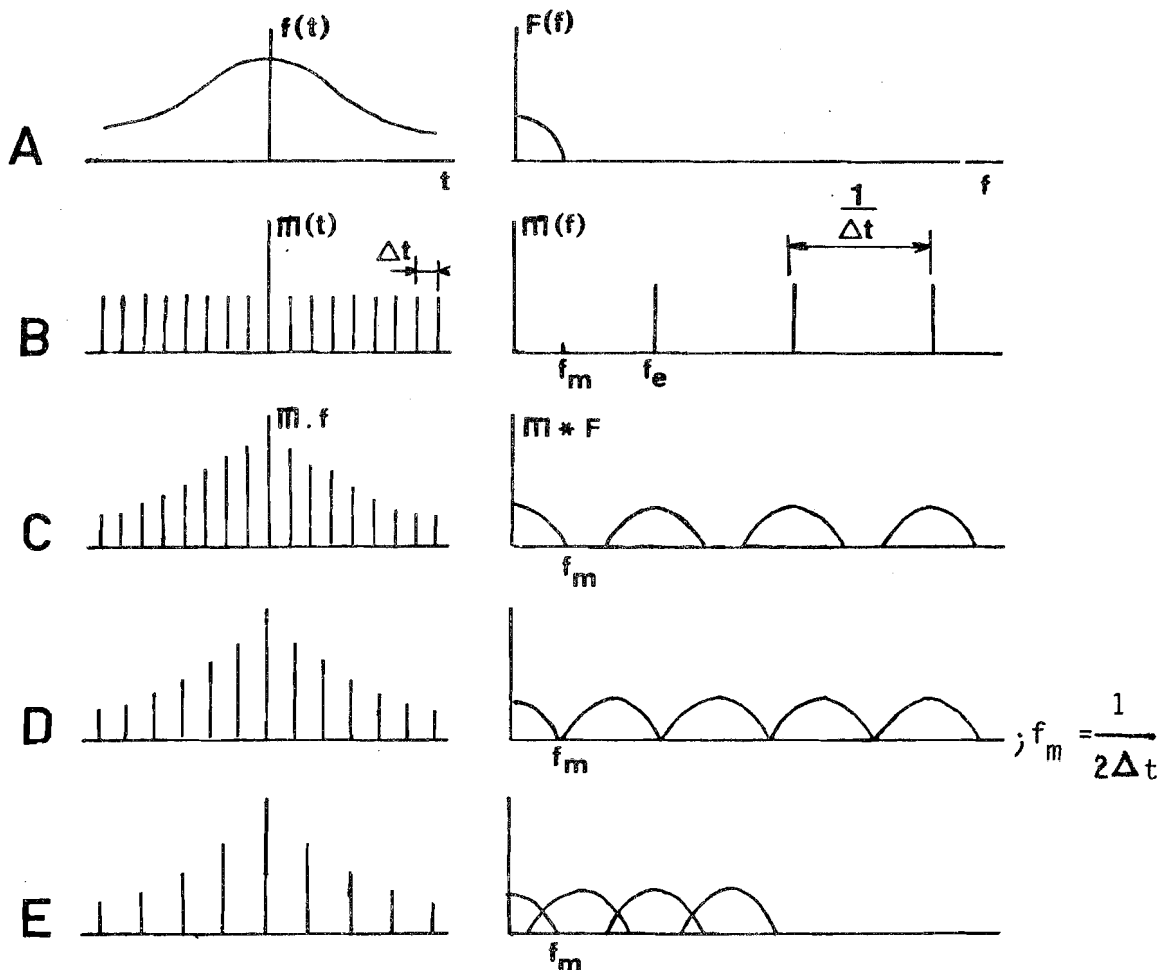 f(t)
F(f)
A
t
f
m(t)
Δt
m(f)
1
Δt
B
f_m
f_e
m.f
m * F
C
f_m
D
f_m
; f_m = 1
2Δt
E
f_m